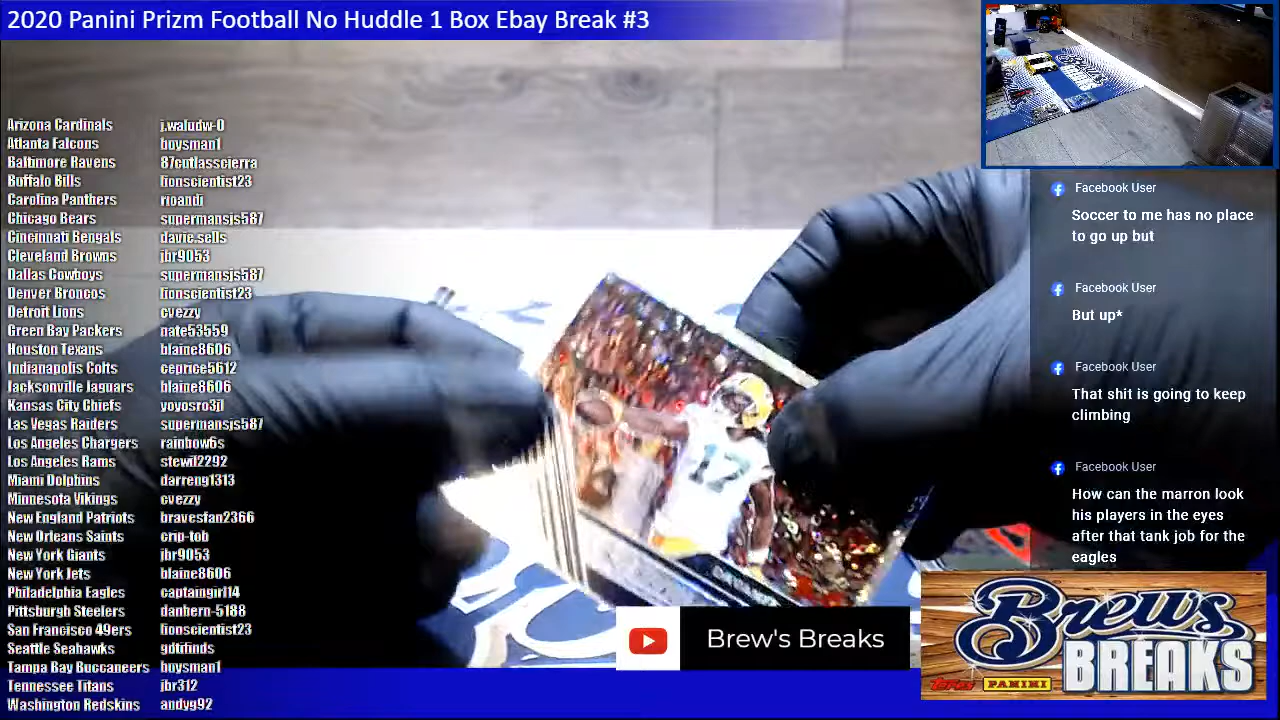 2020 Panini Prizm Football No Huddle 1 Box Ebay Break #3
Arizona Cardinals j.waludw-0
Atlanta Falcons boysman1
Baltimore Ravens 87cutlasscierra
Buffalo Bills lionscientist23
Carolina Panthers rioandi
Chicago Bears supermansjs587
Cincinnati Bengals davie.sells
Cleveland Browns jbr9053
Dallas Cowboys supermansjs587
Denver Broncos lionscientist23
Detroit Lions cvezzy
Green Bay Packers nate53559
Houston Texans blaine8606
Indianapolis Colts ceprice5612
Jacksonville Jaguars blaine8606
Kansas City Chiefs yoyosro3jl
Las Vegas Raiders supermansjs587
Los Angeles Chargers rainbow6s
Los Angeles Rams stewil2292
Miami Dolphins darreng1313
Minnesota Vikings cvezzy
New England Patriots bravesfan2366
New Orleans Saints crip-tob
New York Giants jbr9053
New York Jets blaine8606
Philadelphia Eagles captaingirl14
Pittsburgh Steelers danhern-5188
San Francisco 49ers lionscientist23
Seattle Seahawks gdtifinds
Tampa Bay Buccaneers boysman1
Tennessee Titans jbr312
Washington Redskins andyg92
17
Facebook User
Soccer to me has no place
to go up but
Facebook User
But up*
Facebook User
That shit is going to keep
climbing
Facebook User
How can the marron look
his players in the eyes
after that tank job for the
eagles
Brew's Breaks
Brew's
BREAKS
topps PANINI